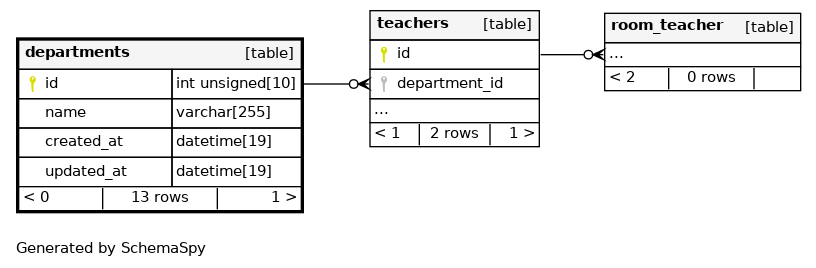 departments [table]
id int unsigned[10]
name varchar[255]
created_at datetime[19]
updated_at datetime[19]
< 0 13 rows 1 >
teachers [table]
id
department_id
...
< 1 2 rows 1 >
room_teacher [table]
...
< 2 0 rows
Generated by SchemaSpy